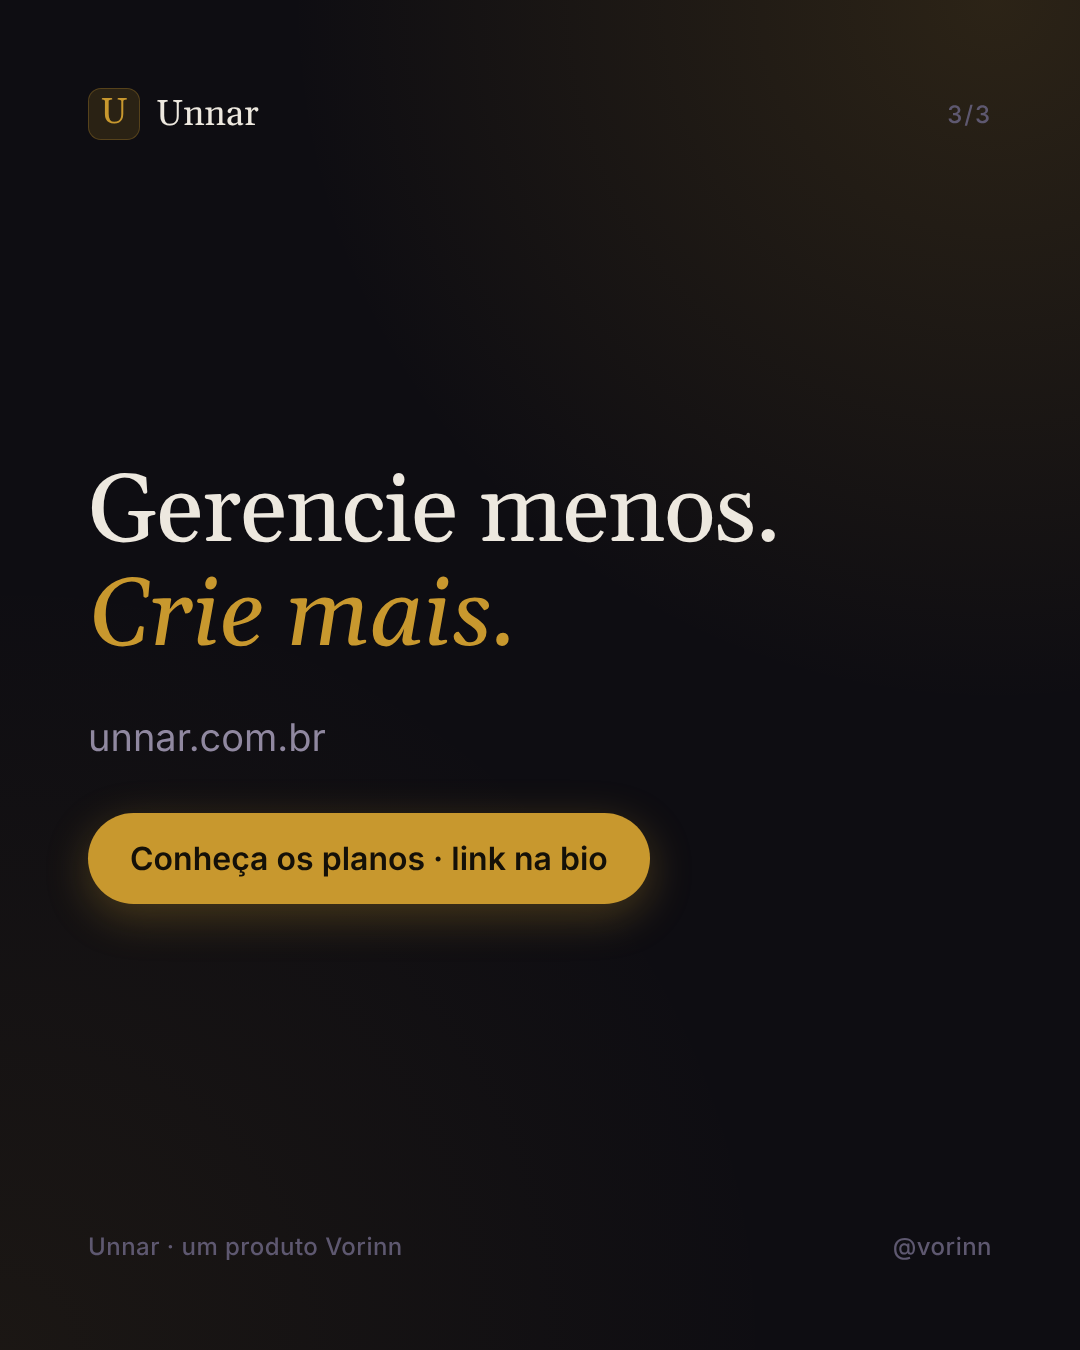 U Unnar
3/3
Gerencie menos.
Crie mais.
unnar.com.br
Conheça os planos · link na bio
Unnar · um produto Vorinn
@vorinn